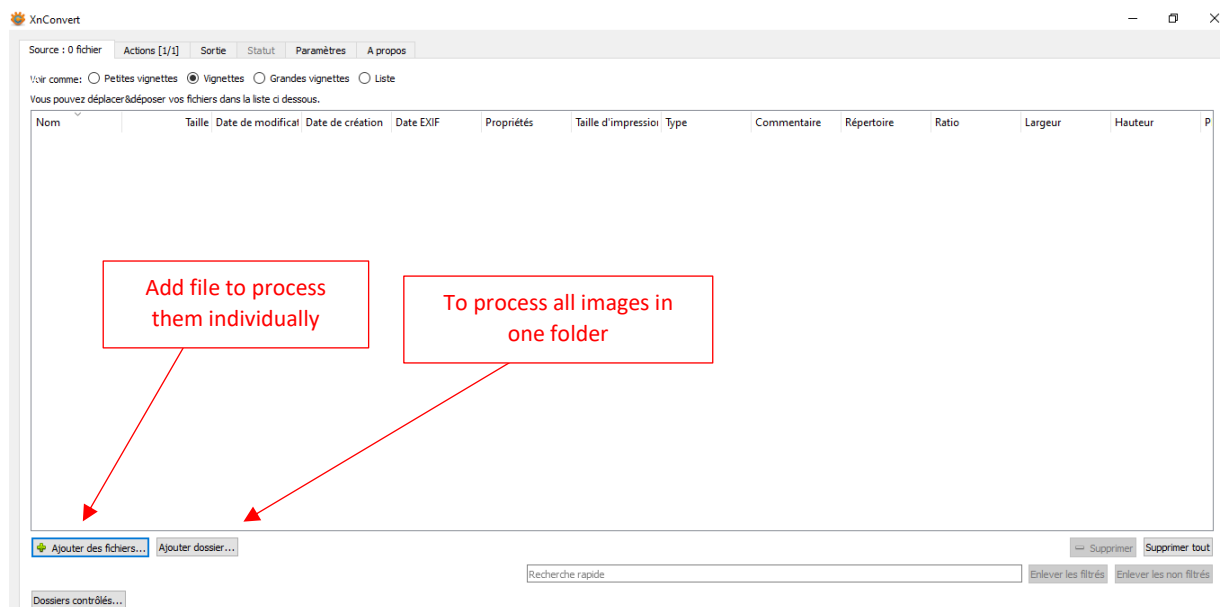 XnConvert
Source : 0 fichier Actions [1/1] Sortie Statut Paramètres A propos
Voir comme: Petites vignettes Vignettes Grandes vignettes Liste
Vous pouvez déplacer&déposer vos fichiers dans la liste ci dessous.
Nom Taille Date de modificat Date de création Date EXIF Propriétés Taille d'impression Type Commentaire Répertoire Ratio Largeur Hauteur P
Add file to process
them individually
To process all images in
one folder
Ajouter des fichiers... Ajouter dossier... Supprimer Supprimer tout
Recherche rapide Enlever les filtrés Enlever les non filtrés
Dossiers contrôlés...